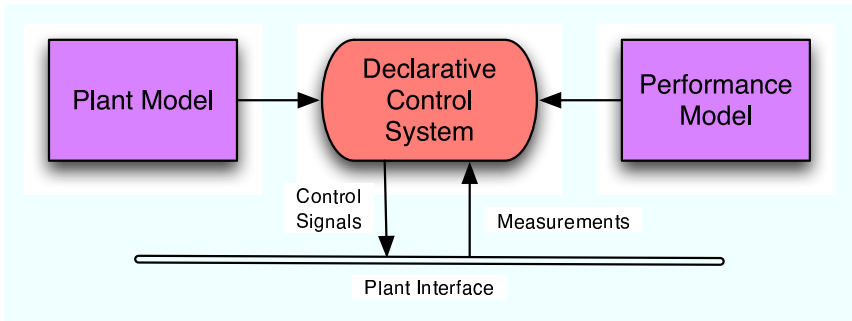 Plant Model
Declarative
Control
System
Performance
Model
Control
Signals
Measurements
Plant Interface